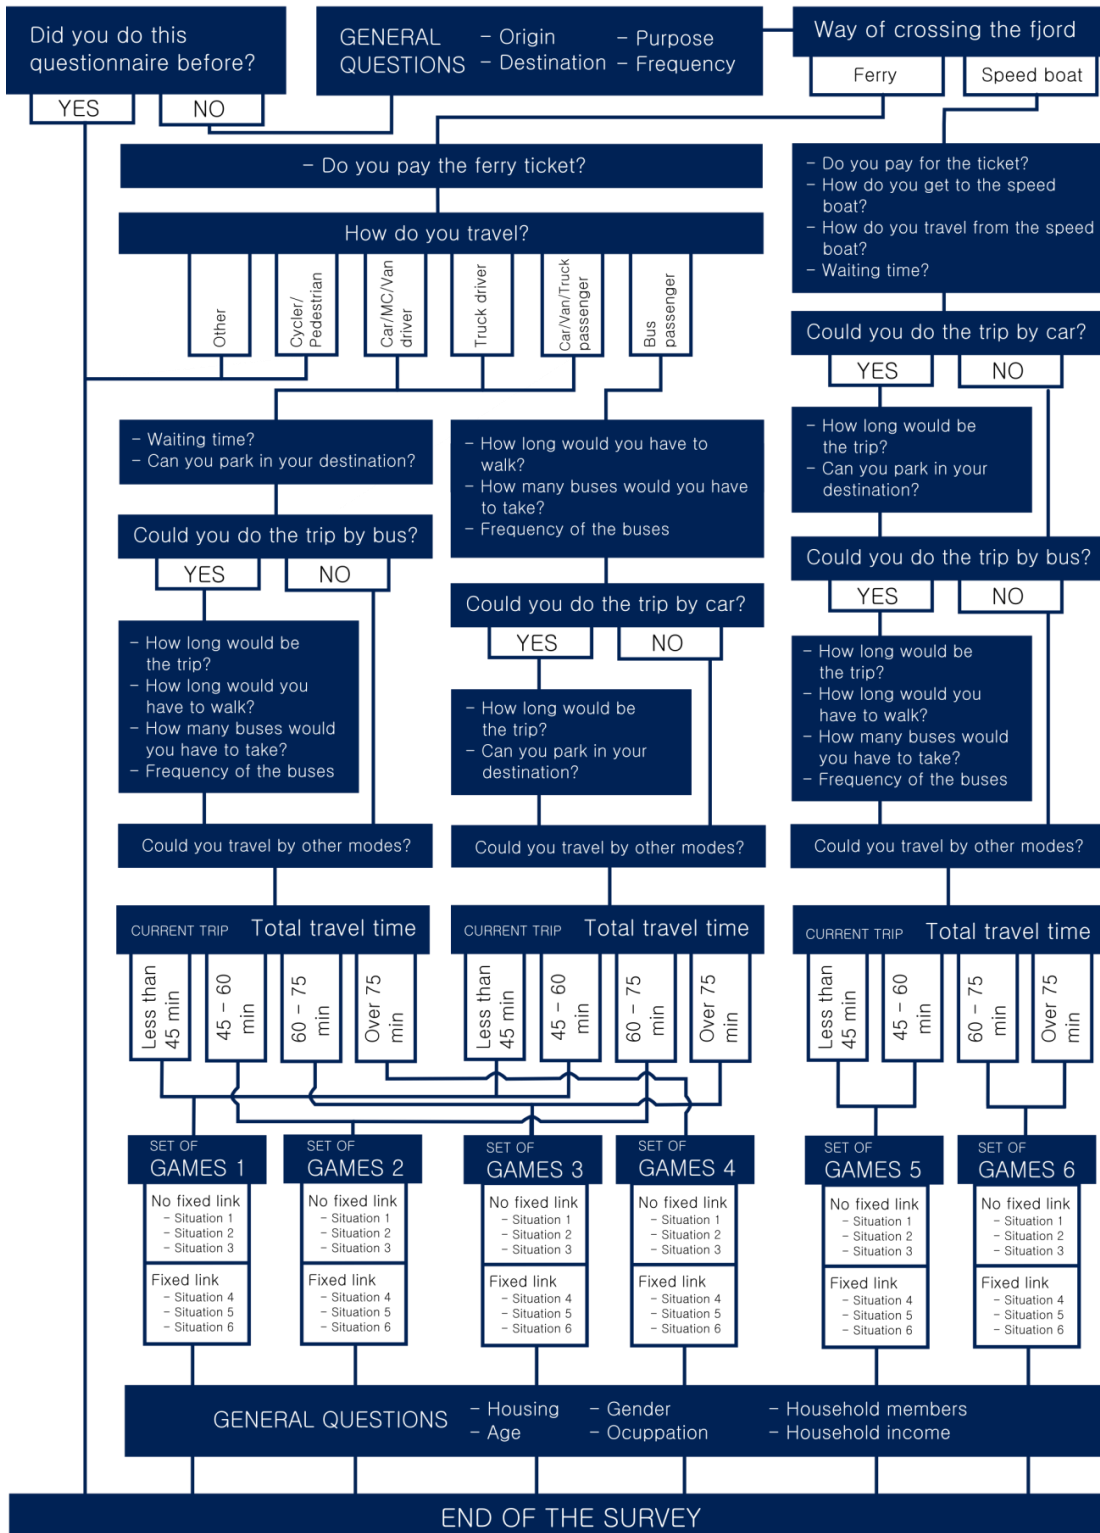 Did you do this
questionnaire before?
YES
NO
GENERAL
QUESTIONS
– Origin
– Destination
– Purpose
– Frequency
Way of crossing the fjord
Ferry
Speed boat
– Do you pay the ferry ticket?
How do you travel?
Other
Cycler/
Pedestrian
Car/MC/Van
driver
Truck driver
Car/Van/Truck
passenger
Bus
passenger
– Do you pay for the ticket?
– How do you get to the speed
boat?
– How do you travel from the speed
boat?
– Waiting time?
Could you do the trip by car?
YES
NO
– How long would be
the trip?
– Can you park in your
destination?
Could you do the trip by bus?
YES
NO
– How long would be
the trip?
– How long would you
have to walk?
– How many buses would
you have to take?
– Frequency of the buses
Could you travel by other modes?
– Waiting time?
– Can you park in your destination?
Could you do the trip by bus?
YES
NO
– How long would be
the trip?
– How long would you
have to walk?
– How many buses would
you have to take?
– Frequency of the buses
Could you travel by other modes?
– How long would you have to
walk?
– How many buses would you have
to take?
– Frequency of the buses
Could you do the trip by car?
YES
NO
– How long would be
the trip?
– Can you park in your
destination?
Could you travel by other modes?
CURRENT TRIP Total travel time
Less than
45 min
45 – 60
min
60 – 75
min
Over 75
min
CURRENT TRIP Total travel time
Less than
45 min
45 – 60
min
60 – 75
min
Over 75
min
CURRENT TRIP Total travel time
Less than
45 min
45 – 60
min
60 – 75
min
Over 75
min
SET OF
GAMES 1
No fixed link
– Situation 1
– Situation 2
– Situation 3
Fixed link
– Situation 4
– Situation 5
– Situation 6
SET OF
GAMES 2
No fixed link
– Situation 1
– Situation 2
– Situation 3
Fixed link
– Situation 4
– Situation 5
– Situation 6
SET OF
GAMES 3
No fixed link
– Situation 1
– Situation 2
– Situation 3
Fixed link
– Situation 4
– Situation 5
– Situation 6
SET OF
GAMES 4
No fixed link
– Situation 1
– Situation 2
– Situation 3
Fixed link
– Situation 4
– Situation 5
– Situation 6
SET OF
GAMES 5
No fixed link
– Situation 1
– Situation 2
– Situation 3
Fixed link
– Situation 4
– Situation 5
– Situation 6
SET OF
GAMES 6
No fixed link
– Situation 1
– Situation 2
– Situation 3
Fixed link
– Situation 4
– Situation 5
– Situation 6
GENERAL QUESTIONS
– Housing
– Age
– Gender
– Ocuppation
– Household members
– Household income
END OF THE SURVEY